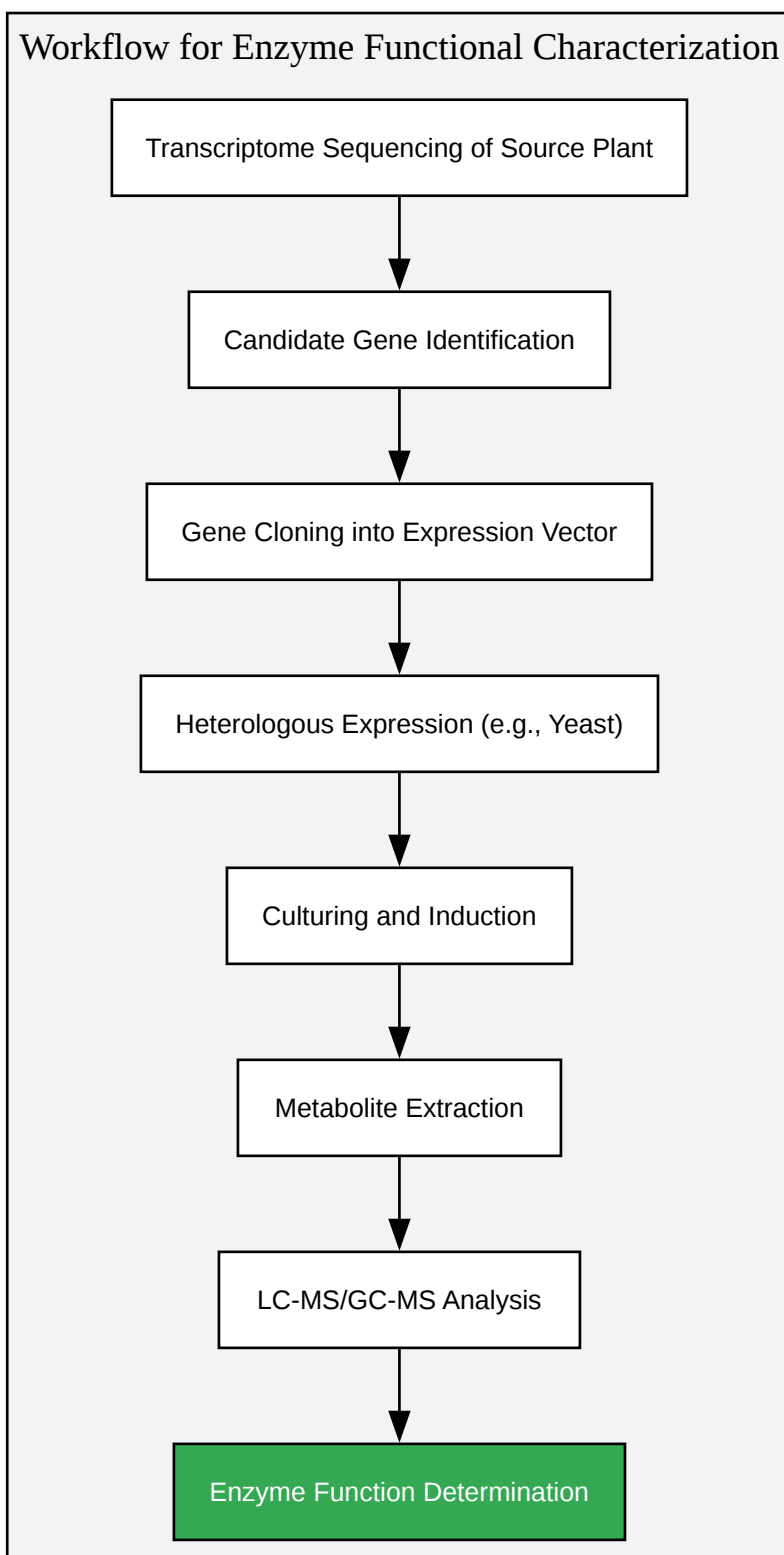 Workflow for Enzyme Functional Characterization
Transcriptome Sequencing of Source Plant
Candidate Gene Identification
Gene Cloning into Expression Vector
Heterologous Expression (e.g., Yeast)
Culturing and Induction
Metabolite Extraction
LC-MS/GC-MS Analysis
Enzyme Function Determination